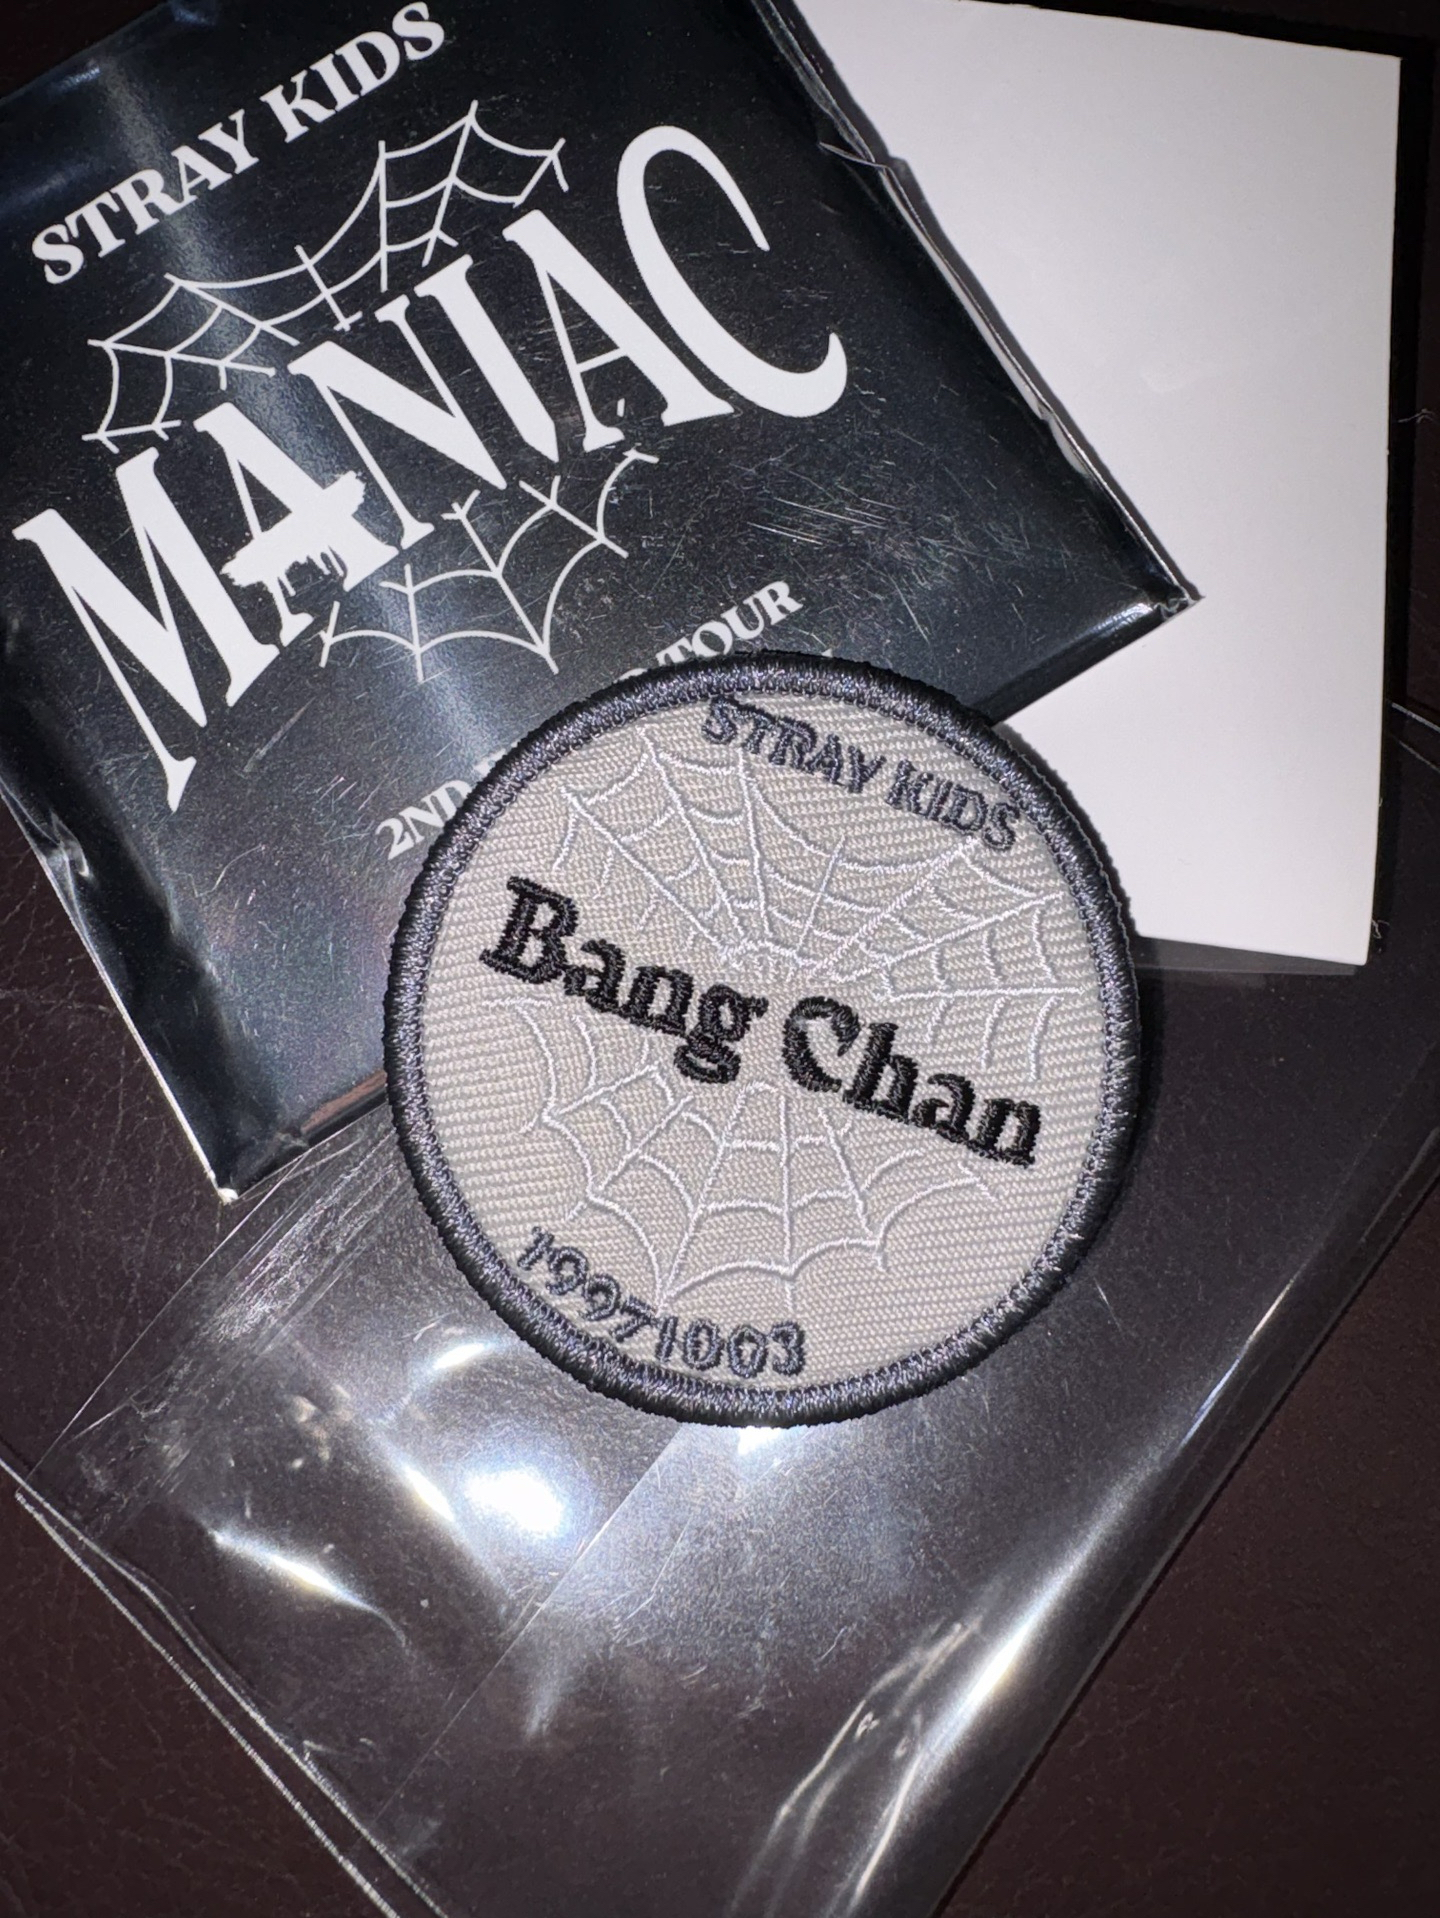 STRAY KIDS
MANIAC
2ND
TOUR
STRAY KIDS
Bang Chan
19971003